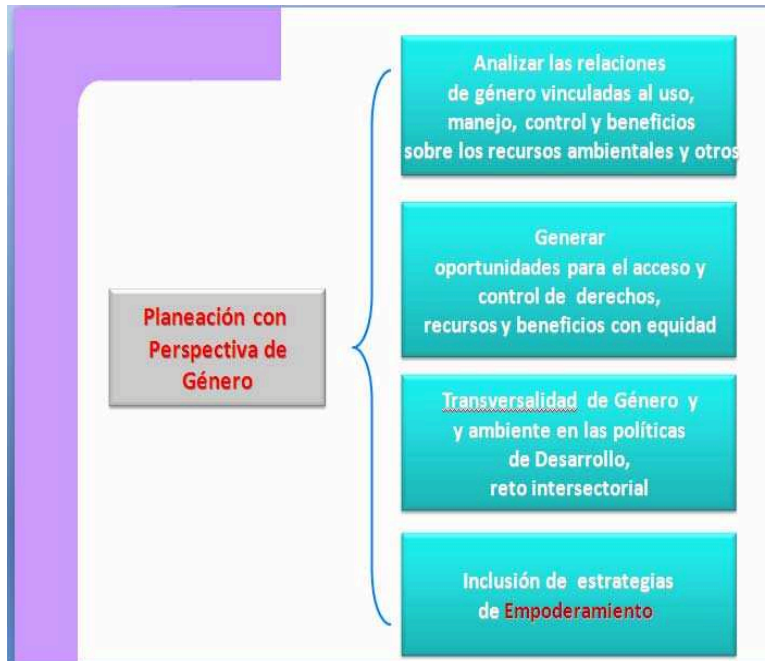 Planeación con
Perspectiva de
Género
Analizar las relaciones
de género vinculadas al uso,
manejo, control y beneficios
sobre los recursos ambientales y otros
Generar
oportunidades para el acceso y
control de derechos,
recursos y beneficios con equidad
Transversalidad de Género y
y ambiente en las políticas
de Desarrollo,
reto intersectorial
Inclusión de estrategias
de Empoderamiento